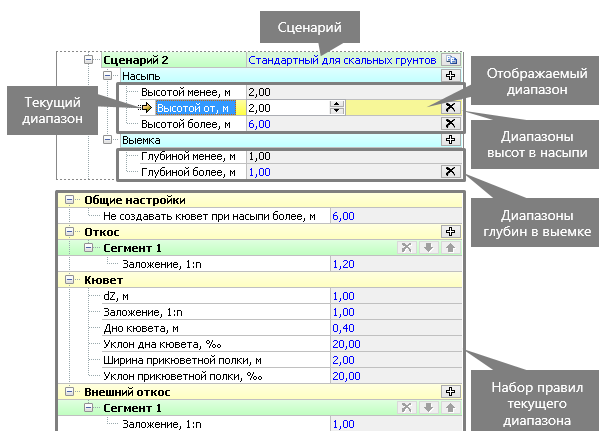 Сценарий
Сценарий 2 Стандартный для скальных грунтов
Насыпь
Высотой менее, м 2,00
Высотой от, м 2,00
Высотой более, м 6,00
Выемка
Глубиной менее, м 1,00
Глубиной более, м 1,00
Текущий
диапазон
Отображаемый
диапазон
Диапазоны
высот в насыпи
Диапазоны
глубин в выемке
Общие настройки
Не создавать кювет при насыпи более, м 6,00
Откос
Сегмент 1
Заложение, 1:n 1,20
Кювет
dZ, м 1,00
Заложение, 1:n 1,00
Дно кювета, м 0,40
Уклон дна кювета, ‰ 20,00
Ширина прикюветной полки, м 2,00
Уклон прикюветной полки, ‰ 20,00
Внешний откос
Сегмент 1
Заложение, 1:n 1,00
Набор правил
текущего
диапазона